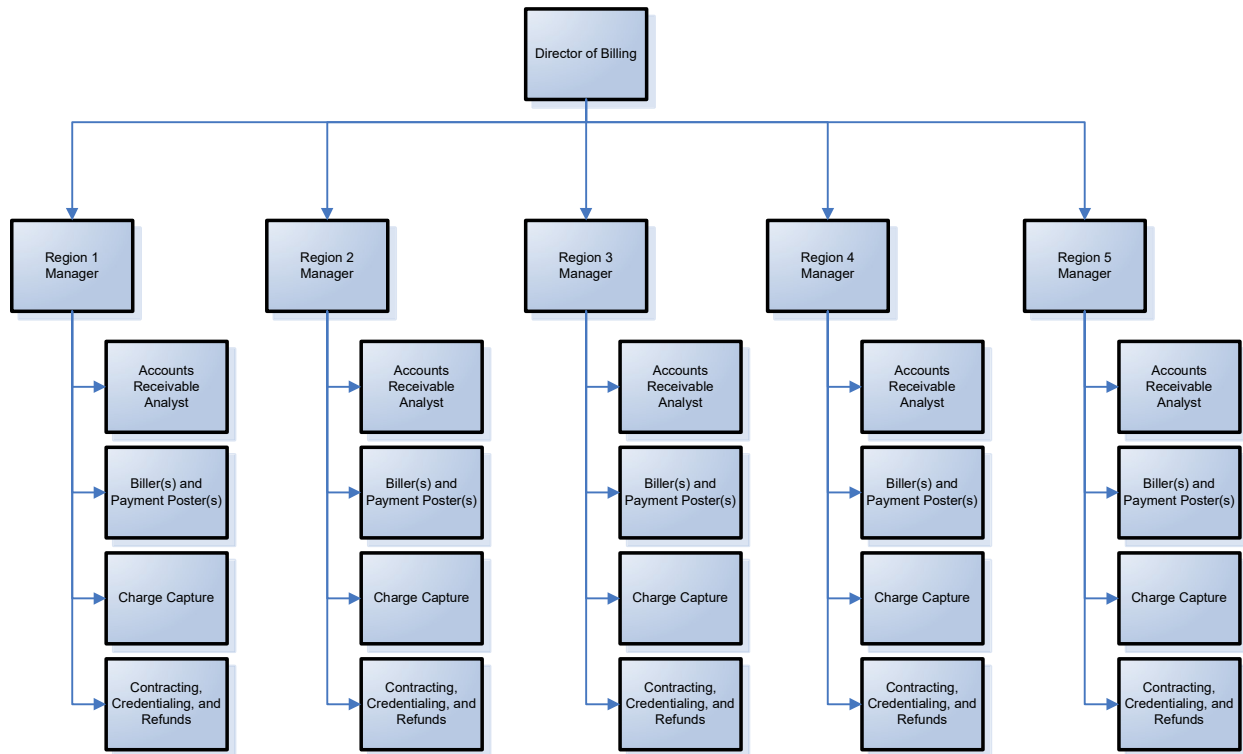 Director of Billing
Region 1
Manager
Region 2
Manager
Region 3
Manager
Region 4
Manager
Region 5
Manager
Accounts
Receivable
Analyst
Accounts
Receivable
Analyst
Accounts
Receivable
Analyst
Accounts
Receivable
Analyst
Accounts
Receivable
Analyst
Biller(s) and
Payment Poster(s)
Biller(s) and
Payment Poster(s)
Biller(s) and
Payment Poster(s)
Biller(s) and
Payment Poster(s)
Biller(s) and
Payment Poster(s)
Charge Capture
Charge Capture
Charge Capture
Charge Capture
Charge Capture
Contracting,
Credentialing, and
Refunds
Contracting,
Credentialing, and
Refunds
Contracting,
Credentialing, and
Refunds
Contracting,
Credentialing, and
Refunds
Contracting,
Credentialing, and
Refunds